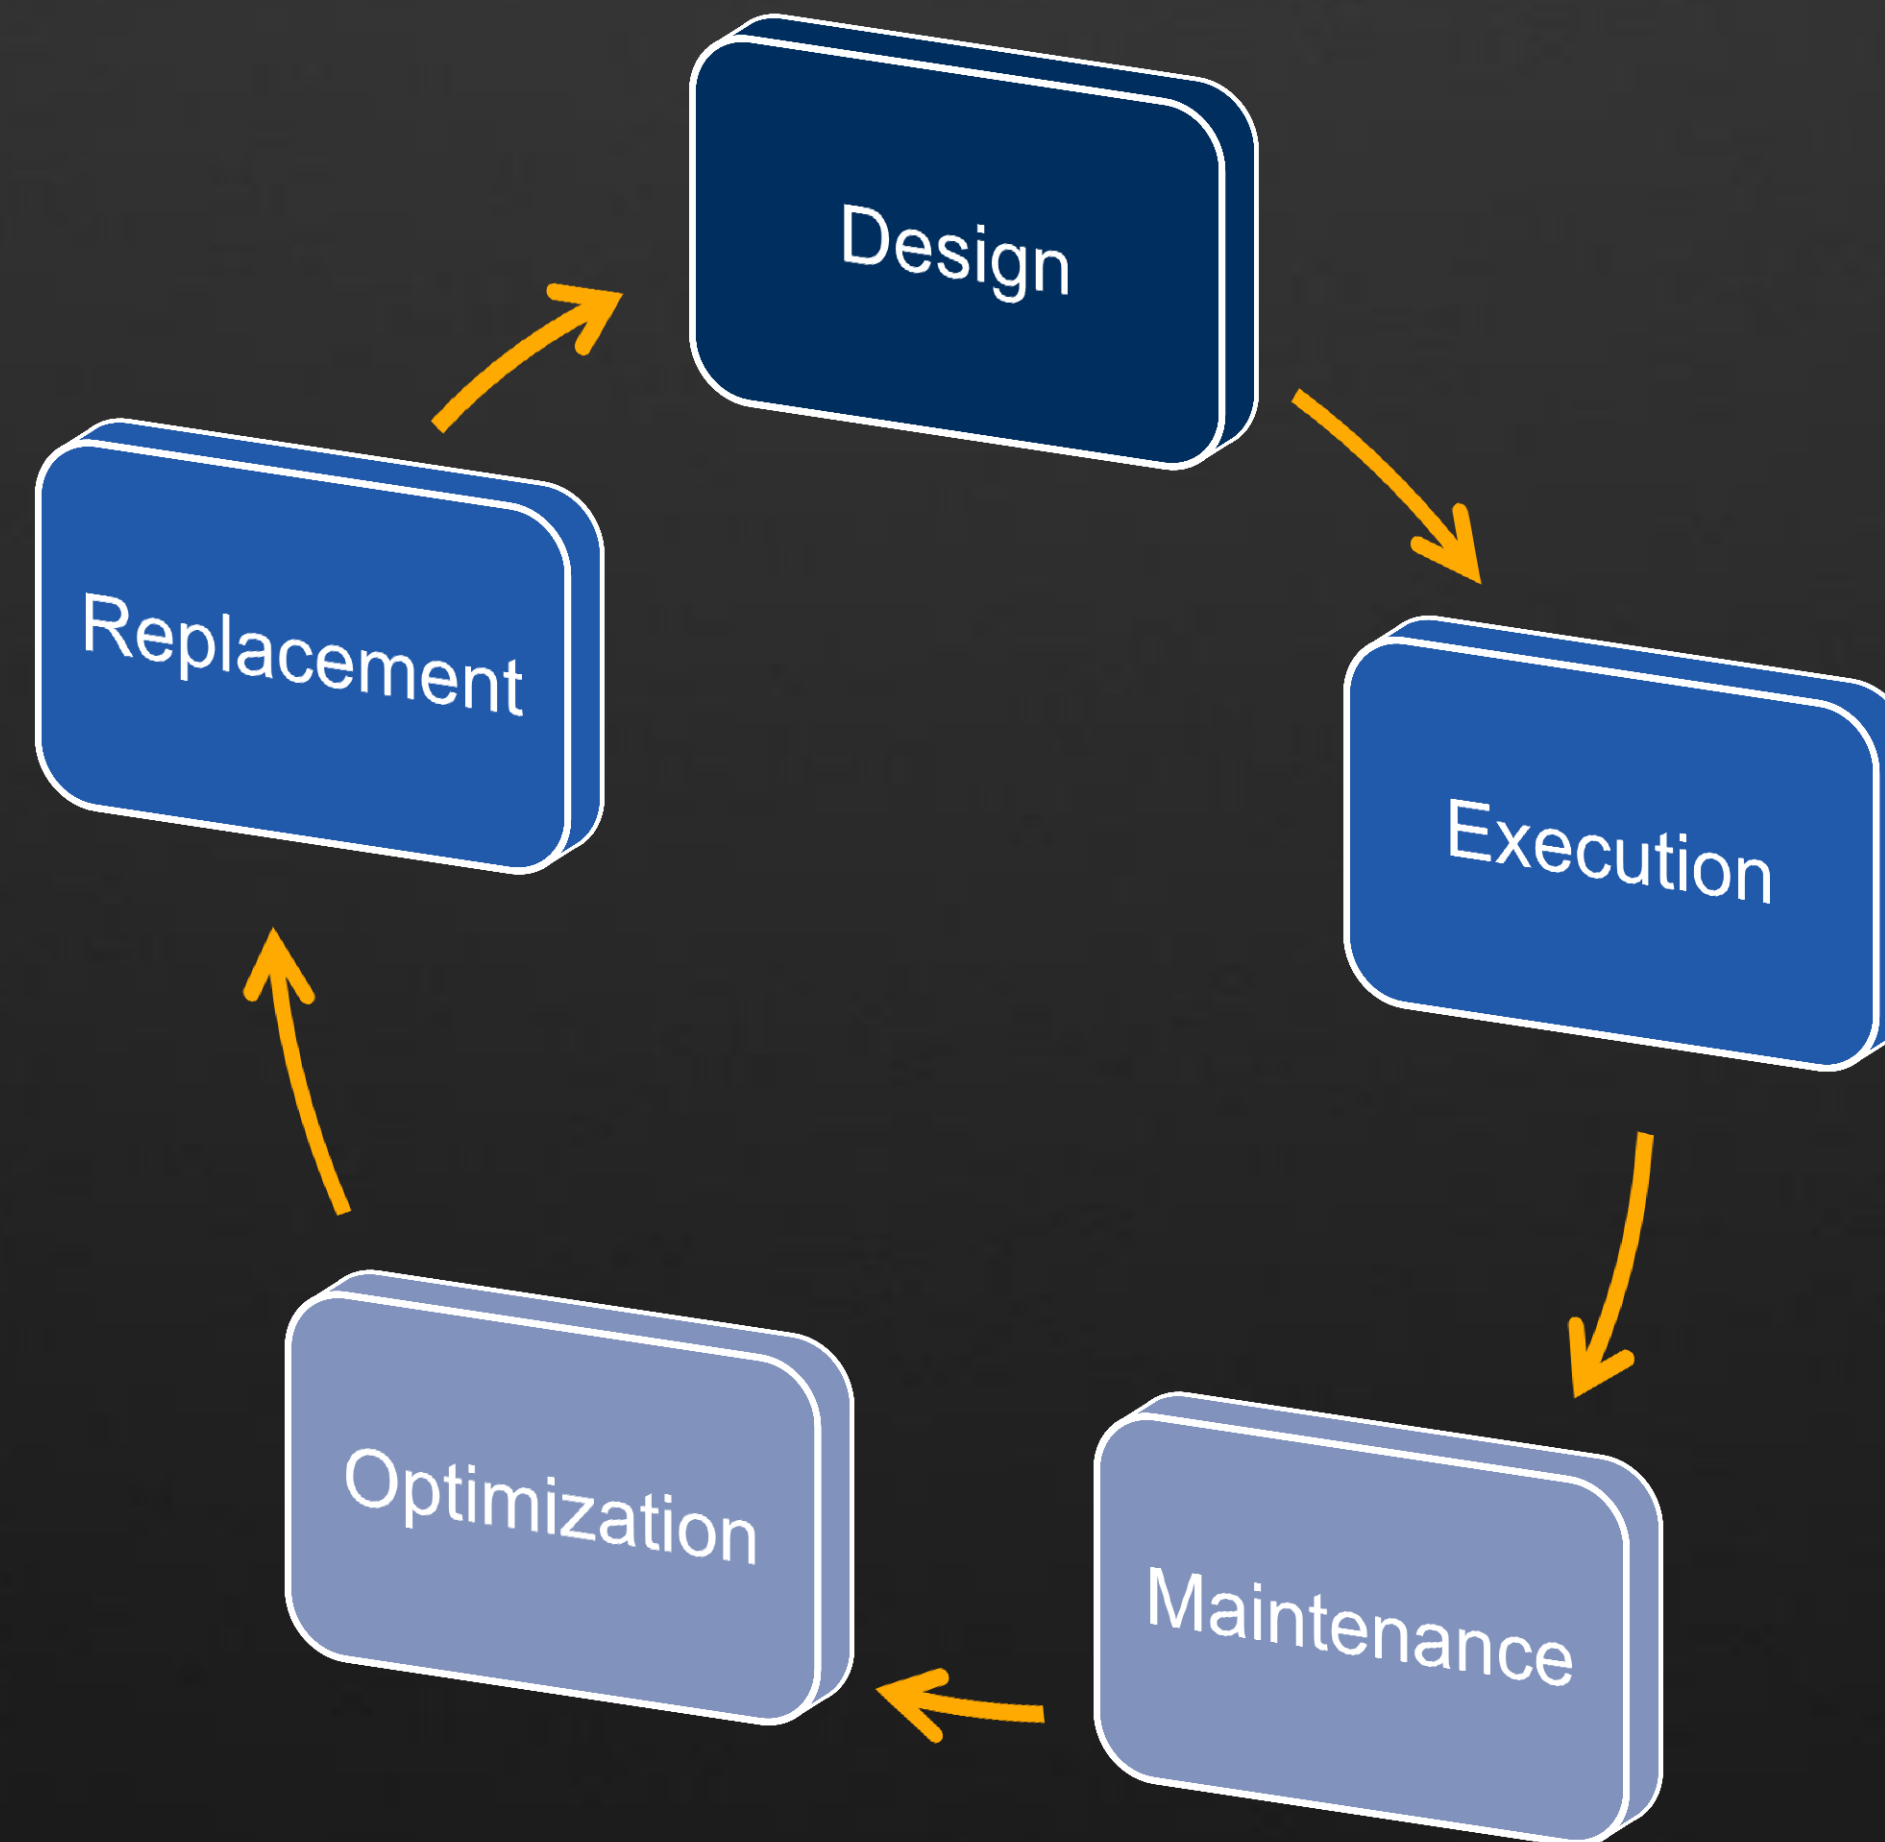 Design
Execution
Maintenance
Optimization
Replacement